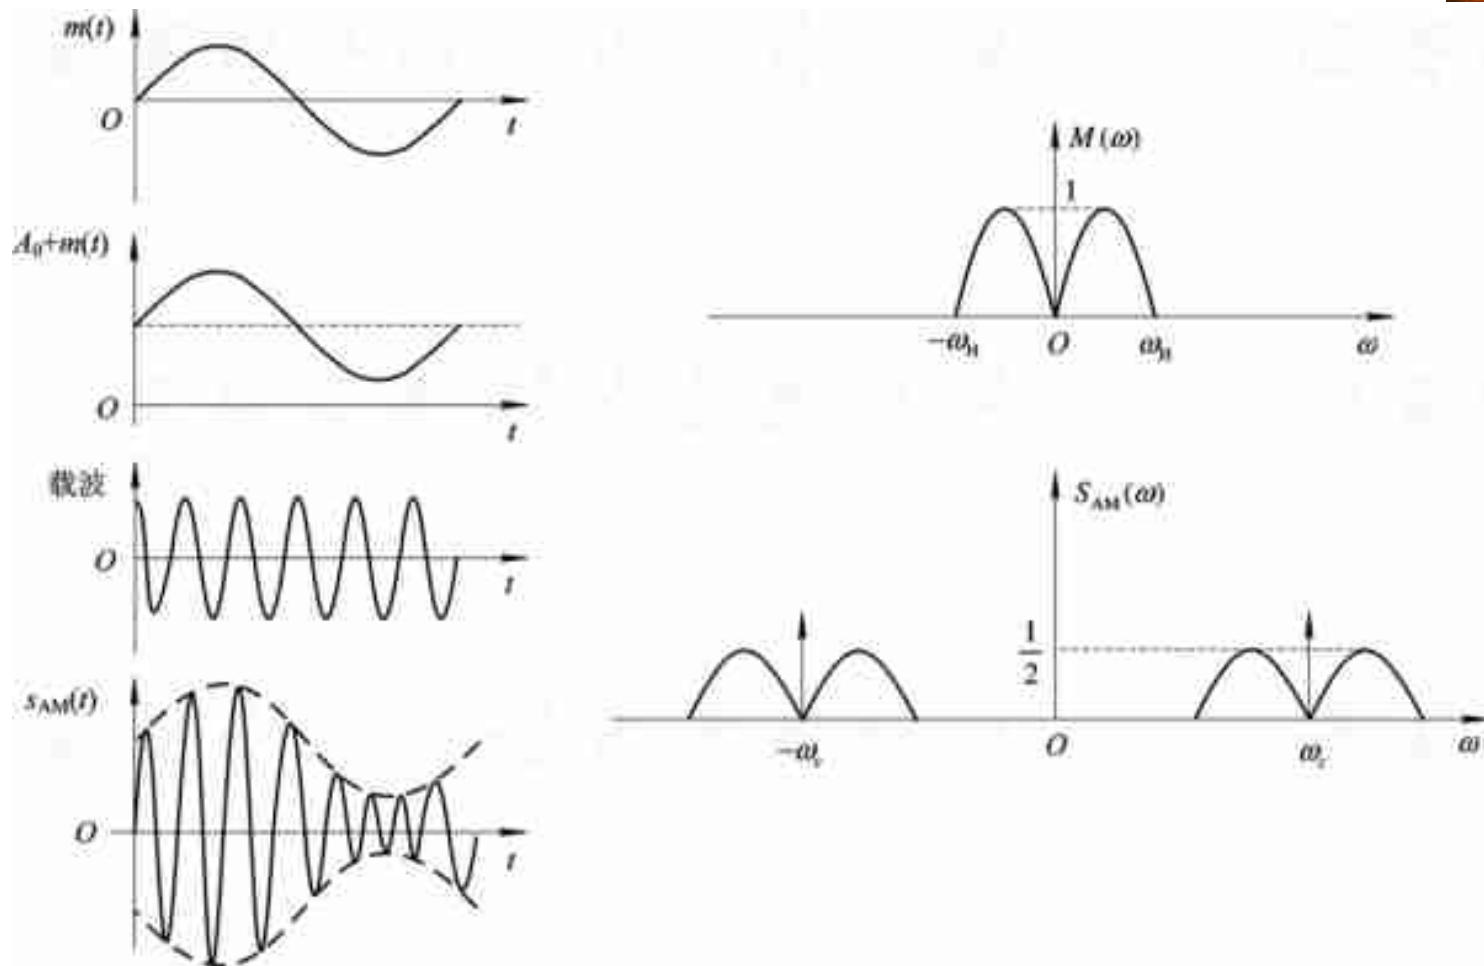 m(t)
O
t
A₀+m(t)
O
t
载波
O
t
s_AM(t)
O
t
M(ω)
1
−ω_H O ω_H ω
S_AM(ω)
1/2
−ω_c O ω_c ω